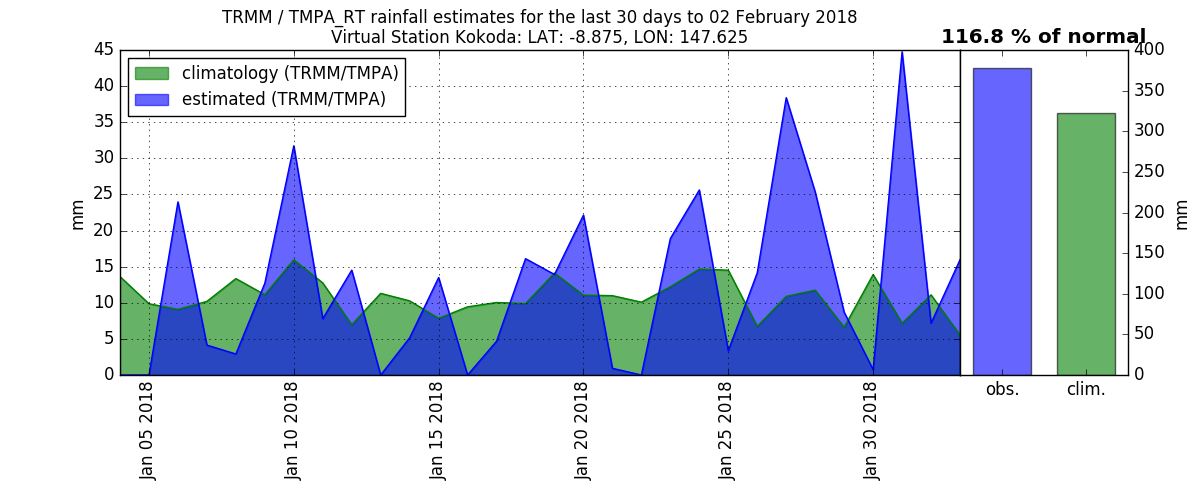 TRMM / TMPA_RT rainfall estimates for the last 30 days to 02 February 2018
Virtual Station Kokoda: LAT: -8.875, LON: 147.625
116.8 % of normal
climatology (TRMM/TMPA)
estimated (TRMM/TMPA)
mm
45
40
35
30
25
20
15
10
5
0
Jan 05 2018
Jan 10 2018
Jan 15 2018
Jan 20 2018
Jan 25 2018
Jan 30 2018
obs.
clim.
400
350
300
250
200
150
100
50
0
mm